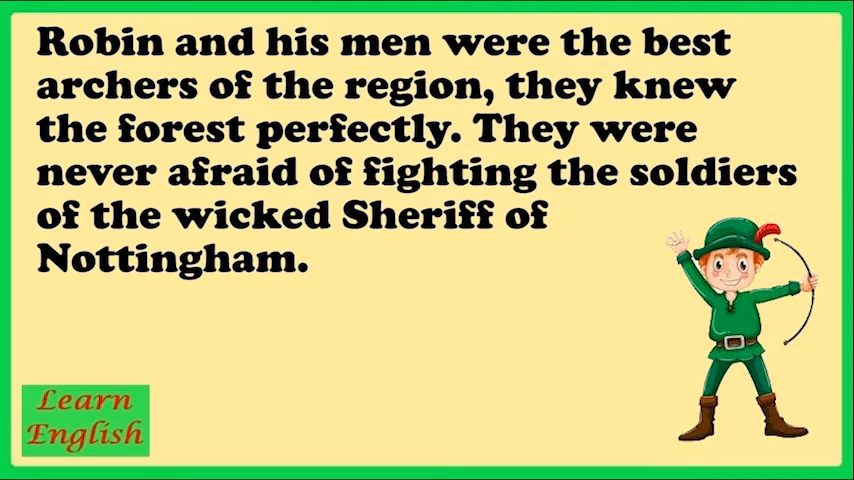 Robin and his men were the best
archers of the region, they knew
the forest perfectly. They were
never afraid of fighting the soldiers
of the wicked Sheriff of
Nottingham.
Learn
English